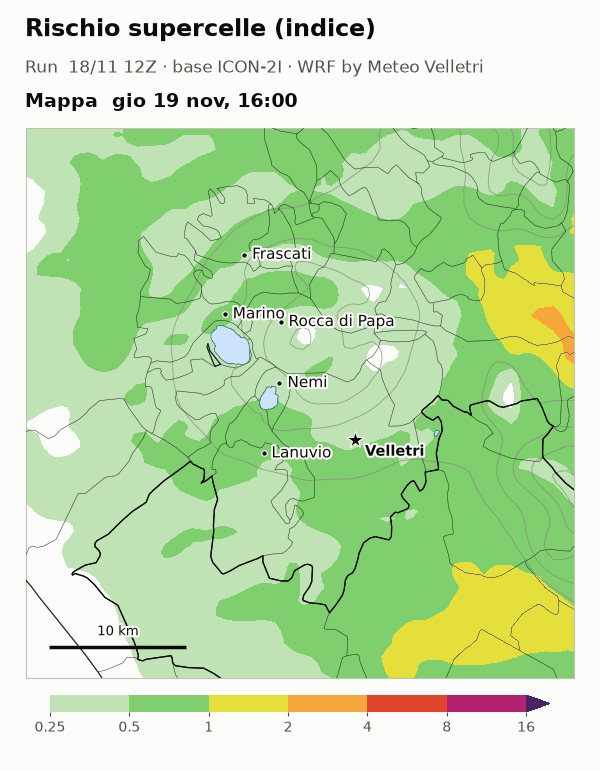 Rischio supercelle (indice)
Run  18/11 12Z · base ICON-2I · WRF by Meteo Velletri
Mappa  gio 19 nov, 16:00
Frascati
Marino
Rocca di Papa
Nemi
Velletri
Lanuvio
10 km
0.25 0.5 1 2 4 8 16